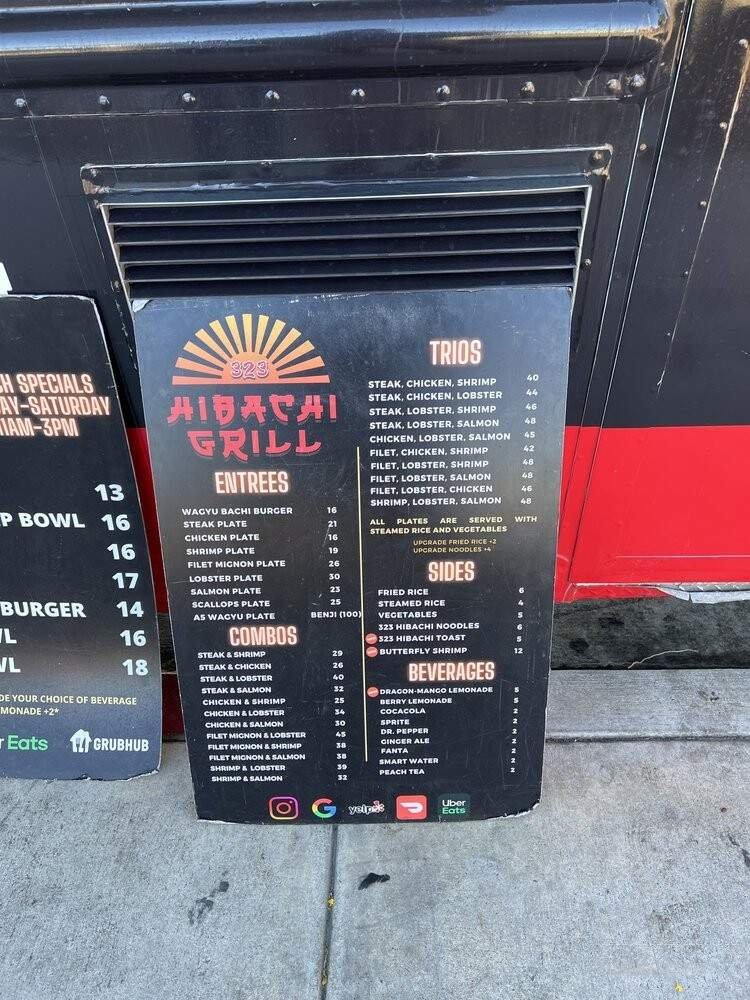 CH SPECIALS
AY-SATURDAY
11AM-3PM
13
P BOWL 16
16
17
BURGER 14
L 16
WL 18
DE YOUR CHOICE OF BEVERAGE
MONADE +2*
r Eats GRUBHUB
323
HIBACHI
GRILL
ENTREES
WAGYU BACHI BURGER 16
STEAK PLATE 21
CHICKEN PLATE 16
SHRIMP PLATE 19
FILET MIGNON PLATE 26
LOBSTER PLATE 30
SALMON PLATE 23
SCALLOPS PLATE 25
A5 WAGYU PLATE BENJI (100)
COMBOS
STEAK & SHRIMP 29
STEAK & CHICKEN 26
STEAK & LOBSTER 40
STEAK & SALMON 32
CHICKEN & SHRIMP 25
CHICKEN & LOBSTER 34
CHICKEN & SALMON 30
FILET MIGNON & LOBSTER 45
FILET MIGNON & SHRIMP 38
FILET MIGNON & SALMON 38
SHRIMP & LOBSTER 39
SHRIMP & SALMON 32
TRIOS
STEAK, CHICKEN, SHRIMP 40
STEAK, CHICKEN, LOBSTER 44
STEAK, LOBSTER, SHRIMP 46
STEAK, LOBSTER, SALMON 48
CHICKEN, LOBSTER, SALMON 45
FILET, CHICKEN, SHRIMP 42
FILET, LOBSTER, SHRIMP 48
FILET, LOBSTER, SALMON 48
FILET, LOBSTER, CHICKEN 46
SHRIMP, LOBSTER, SALMON 48
ALL PLATES ARE SERVED WITH
STEAMED RICE AND VEGETABLES
UPGRADE FRIED RICE +2
UPGRADE NOODLES +4
SIDES
FRIED RICE 6
STEAMED RICE 4
VEGETABLES 5
323 HIBACHI NOODLES 6
323 HIBACHI TOAST 5
BUTTERFLY SHRIMP 12
BEVERAGES
DRAGON-MANGO LEMONADE 5
BERRY LEMONADE 5
COCACOLA 2
SPRITE 2
DR. PEPPER 2
GINGER ALE 2
FANTA 2
SMART WATER 2
PEACH TEA 2
yelp
Uber
Eats